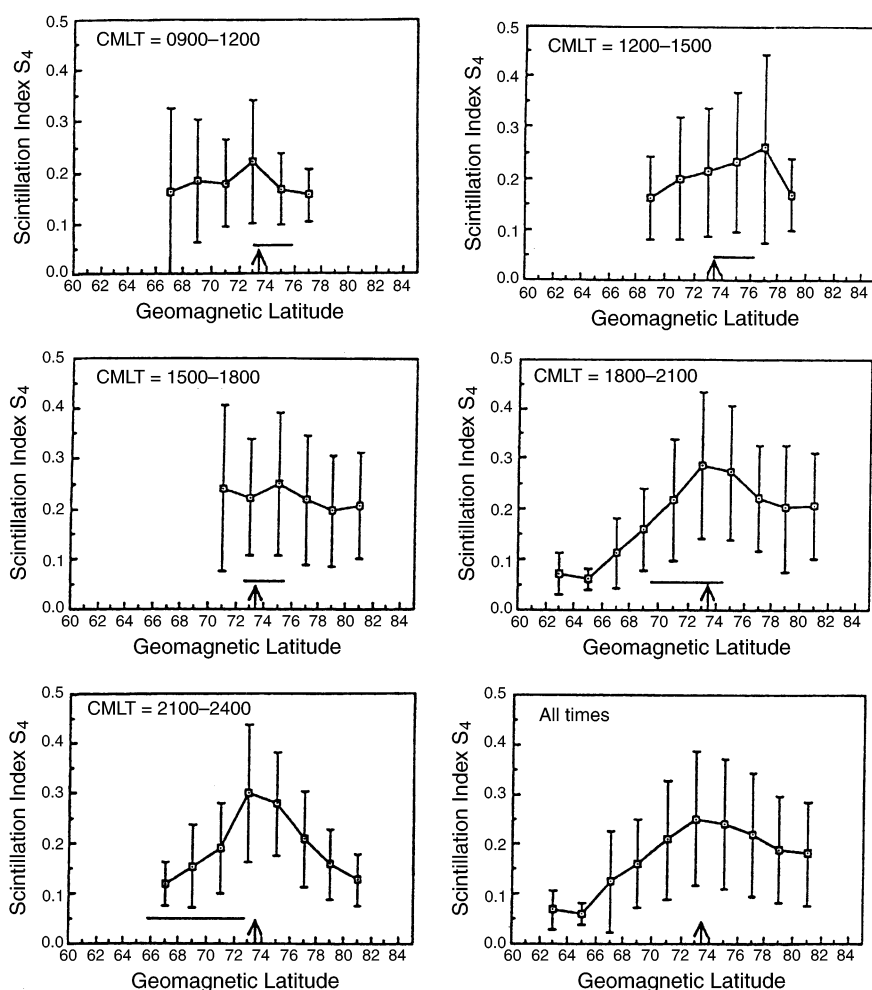 CMLT = 0900–1200
Scintillation Index S4
0.5
0.4
0.3
0.2
0.1
0.0
60 62 64 66 68 70 72 74 76 78 80 82 84
Geomagnetic Latitude
CMLT = 1200–1500
Scintillation Index S4
0.5
0.4
0.3
0.2
0.1
0.0
60 62 64 66 68 70 72 74 76 78 80 82 84
Geomagnetic Latitude
CMLT = 1500–1800
Scintillation Index S4
0.5
0.4
0.3
0.2
0.1
0.0
60 62 64 66 68 70 72 74 76 78 80 82 84
Geomagnetic Latitude
CMLT = 1800–2100
Scintillation Index S4
0.5
0.4
0.3
0.2
0.1
0.0
60 62 64 66 68 70 72 74 76 78 80 82 84
Geomagnetic Latitude
CMLT = 2100–2400
Scintillation Index S4
0.5
0.4
0.3
0.2
0.1
0.0
60 62 64 66 68 70 72 74 76 78 80 82 84
Geomagnetic Latitude
All times
Scintillation Index S4
0.5
0.4
0.3
0.2
0.1
0.0
60 62 64 66 68 70 72 74 76 78 80 82 84
Geomagnetic Latitude